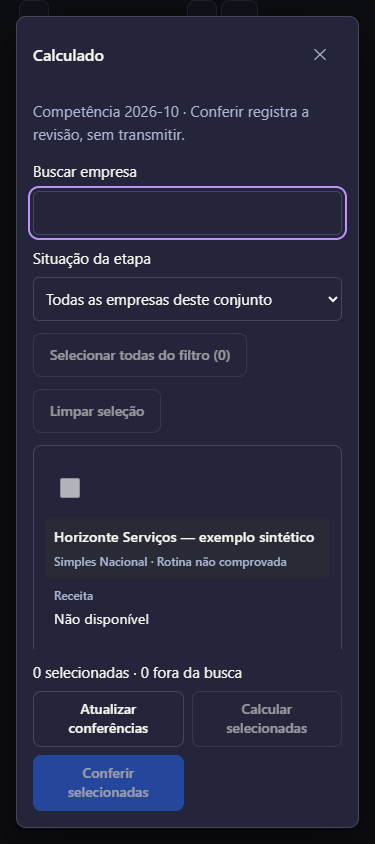 Calculado
Competência 2026-10 · Conferir registra a
revisão, sem transmitir.
Buscar empresa
Situação da etapa
Todas as empresas deste conjunto
Selecionar todas do filtro (0)
Limpar seleção
Horizonte Serviços — exemplo sintético
Simples Nacional · Rotina não comprovada
Receita
Não disponível
0 selecionadas · 0 fora da busca
Atualizar
conferências
Calcular
selecionadas
Conferir
selecionadas